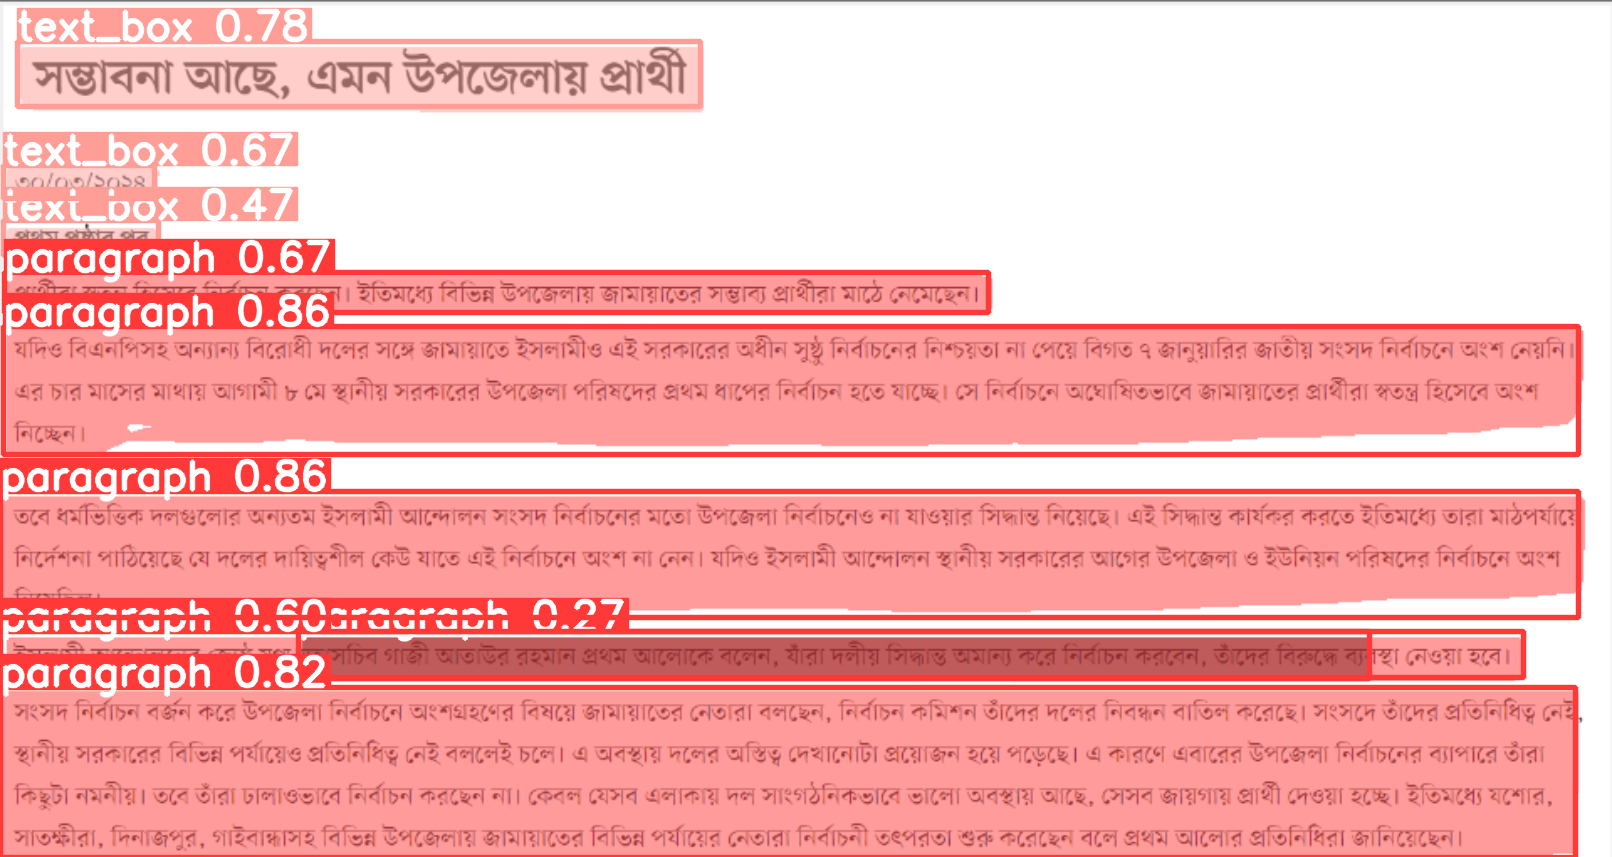 text_box 0.78
সম্ভাবনা আছে, এমন উপজেলায় প্রার্থী
text_box 0.67
৩০/০৩/২০২৪
text_box 0.47
প্রথম পৃষ্ঠার পর
paragraph 0.67
ইতিমধ্যে বিভিন্ন উপজেলায় জামায়াতের সম্ভাব্য প্রার্থীরা মাঠে নেমেছেন।
paragraph 0.86
যদিও বিএনপিসহ অন্যান্য বিরোধী দলের সঙ্গে জামায়াতে ইসলামীও এই সরকারের অধীন সুষ্ঠু নির্বাচনের নিশ্চয়তা না পেয়ে বিগত ৭ জানুয়ারির জাতীয় সংসদ নির্বাচনে অংশ নেয়নি।
এর চার মাসের মাথায় আগামী ৮ মে স্থানীয় সরকারের উপজেলা পরিষদের প্রথম ধাপের নির্বাচন হতে যাচ্ছে। সে নির্বাচনে অঘোষিতভাবে জামায়াতের প্রার্থীরা স্বতন্ত্র হিসেবে অংশ
নিচ্ছেন।
paragraph 0.86
তবে ধর্মভিত্তিক দলগুলোর অন্যতম ইসলামী আন্দোলন সংসদ নির্বাচনের মতো উপজেলা নির্বাচনেও না যাওয়ার সিদ্ধান্ত নিয়েছে। এই সিদ্ধান্ত কার্যকর করতে ইতিমধ্যে তারা মাঠপর্যায়ে
নির্দেশনা পাঠিয়েছে যে দলের দায়িত্বশীল কেউ যাতে এই নির্বাচনে অংশ না নেন। যদিও ইসলামী আন্দোলন স্থানীয় সরকারের আগের উপজেলা ও ইউনিয়ন পরিষদের নির্বাচনে অংশ
paragraph 0.60 aragraph 0.27
গাজী আতাউর রহমান প্রথম আলোকে বলেন, যাঁরা দলীয় সিদ্ধান্ত অমান্য করে নির্বাচন করবেন, তাঁদের বিরুদ্ধে ব্যবস্থা নেওয়া হবে।
paragraph 0.82
সংসদ নির্বাচন বর্জন করে উপজেলা নির্বাচনে অংশগ্রহণের বিষয়ে জামায়াতের নেতারা বলছেন, নির্বাচন কমিশন তাঁদের দলের নিবন্ধন বাতিল করেছে। সংসদে তাঁদের প্রতিনিধিত্ব নেই,
স্থানীয় সরকারের বিভিন্ন পর্যায়েও প্রতিনিধিত্ব নেই বললেই চলে। এ অবস্থায় দলের অস্তিত্ব দেখানোটা প্রয়োজন হয়ে পড়েছে। এ কারণে এবারের উপজেলা নির্বাচনের ব্যাপারে তাঁরা
কিছুটা নমনীয়। তবে তাঁরা ঢালাওভাবে নির্বাচন করছেন না। কেবল যেসব এলাকায় দল সাংগঠনিকভাবে ভালো অবস্থায় আছে, সেসব জায়গায় প্রার্থী দেওয়া হচ্ছে। ইতিমধ্যে যশোর,
সাতক্ষীরা, দিনাজপুর, গাইবান্ধাসহ বিভিন্ন উপজেলায় জামায়াতের বিভিন্ন পর্যায়ের নেতারা নির্বাচনী তৎপরতা শুরু করেছেন বলে প্রথম আলোর প্রতিনিধিরা জানিয়েছেন।